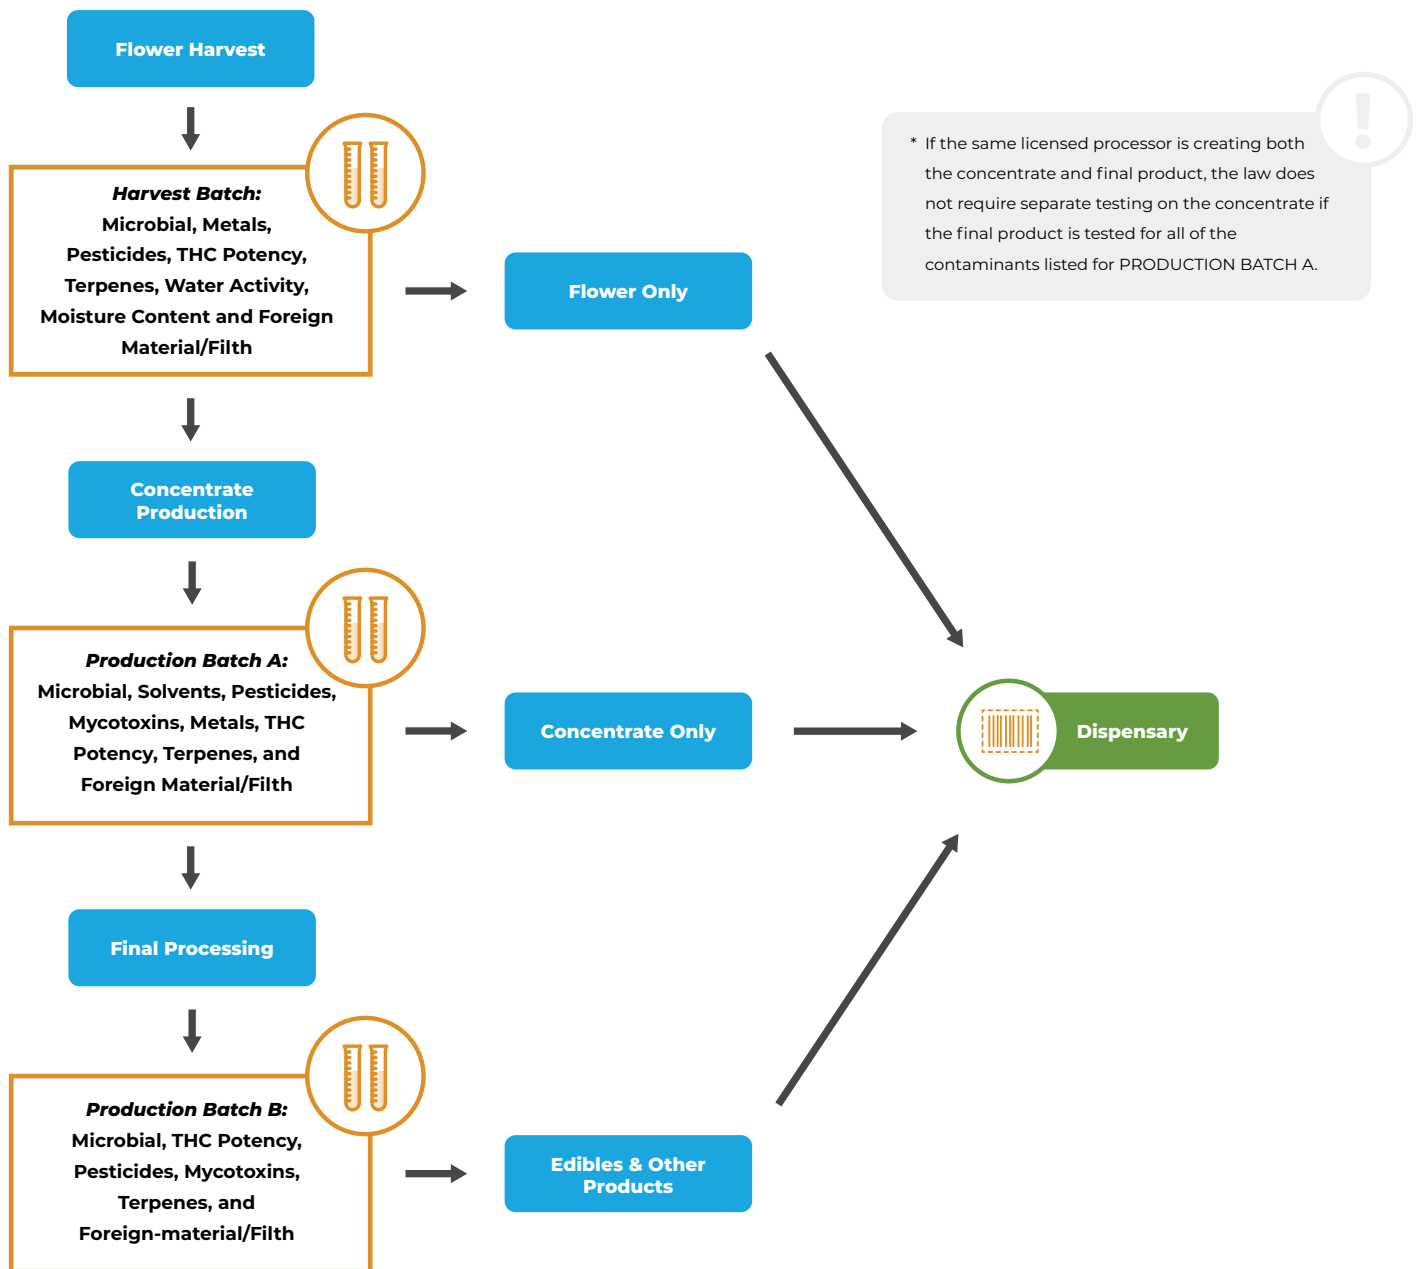 Flower Harvest
Harvest Batch:
Microbial, Metals,
Pesticides, THC Potency,
Terpenes, Water Activity,
Moisture Content and Foreign
Material/Filth
Flower Only
* If the same licensed processor is creating both
the concentrate and final product, the law does
not require separate testing on the concentrate if
the final product is tested for all of the
contaminants listed for PRODUCTION BATCH A.
!
Concentrate
Production
Production Batch A:
Microbial, Solvents, Pesticides,
Mycotoxins, Metals, THC
Potency, Terpenes, and
Foreign Material/Filth
Concentrate Only
Dispensary
Final Processing
Production Batch B:
Microbial, THC Potency,
Pesticides, Mycotoxins,
Terpenes, and
Foreign-material/Filth
Edibles & Other
Products